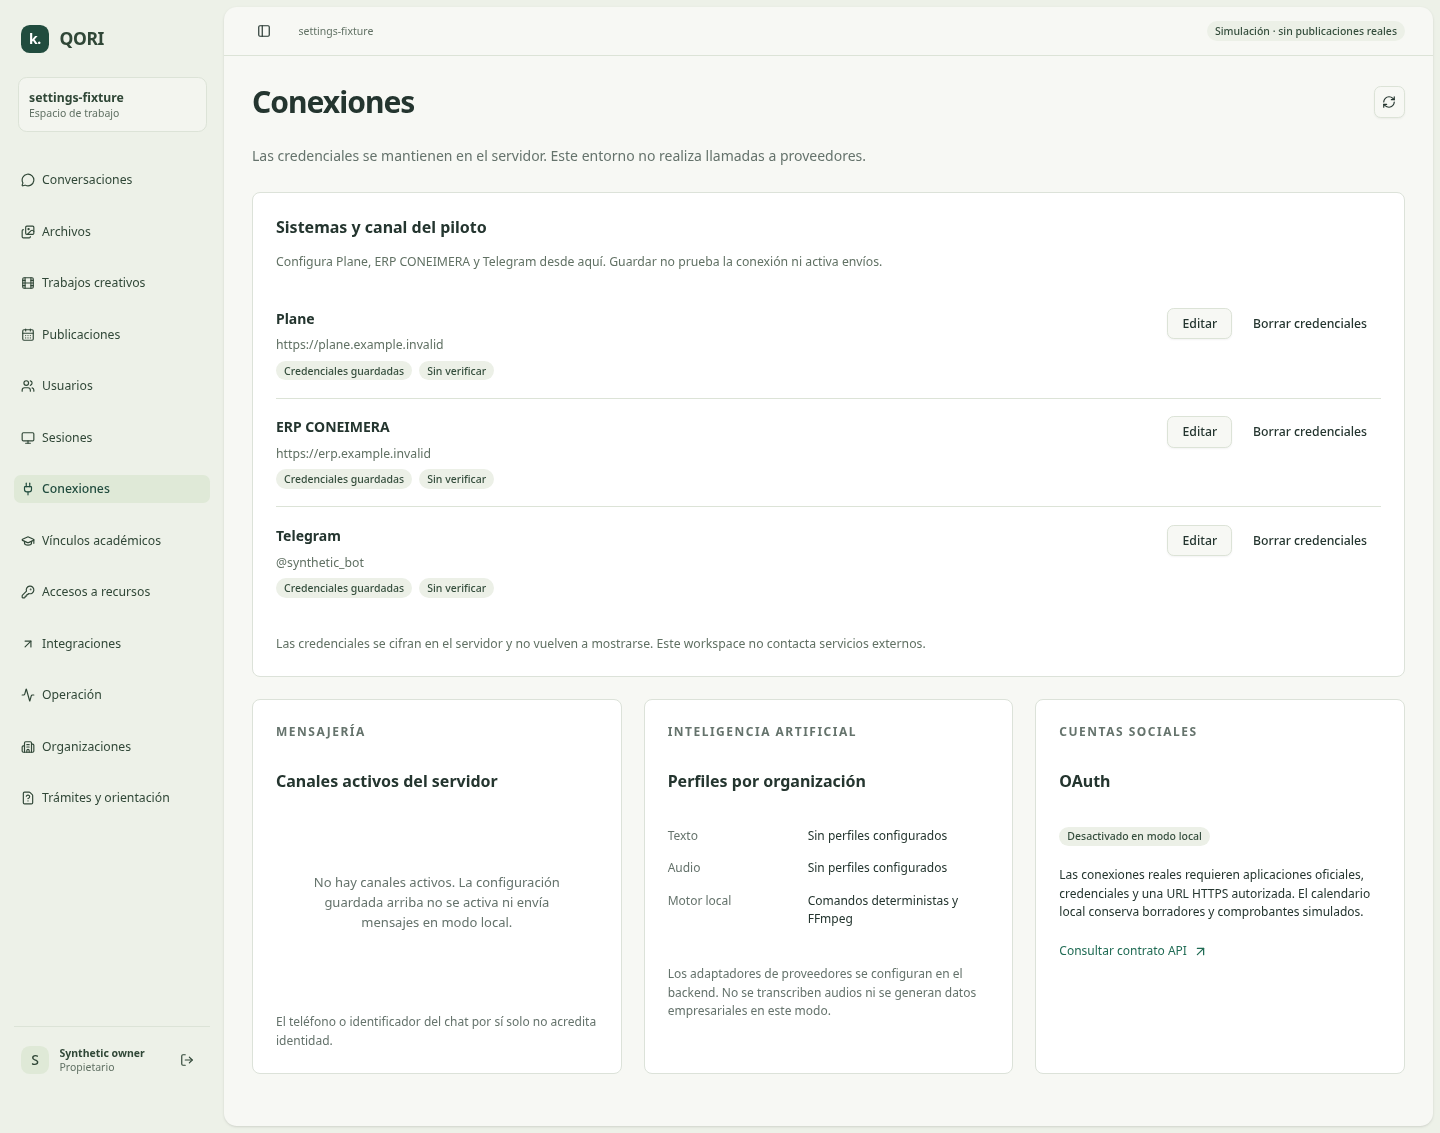 k.
QORI
settings-fixture
Espacio de trabajo
Conversaciones
Archivos
Trabajos creativos
Publicaciones
Usuarios
Sesiones
Conexiones
Vínculos académicos
Accesos a recursos
Integraciones
Operación
Organizaciones
Trámites y orientación
S
Synthetic owner
Propietario
settings-fixture
Simulación · sin publicaciones reales
Conexiones
Las credenciales se mantienen en el servidor. Este entorno no realiza llamadas a proveedores.
Sistemas y canal del piloto
Configura Plane, ERP CONEIMERA y Telegram desde aquí. Guardar no prueba la conexión ni activa envíos.
Plane
https://plane.example.invalid
Credenciales guardadas
Sin verificar
Editar
Borrar credenciales
ERP CONEIMERA
https://erp.example.invalid
Credenciales guardadas
Sin verificar
Editar
Borrar credenciales
Telegram
@synthetic_bot
Credenciales guardadas
Sin verificar
Editar
Borrar credenciales
Las credenciales se cifran en el servidor y no vuelven a mostrarse. Este workspace no contacta servicios externos.
MENSAJERÍA
Canales activos del servidor
No hay canales activos. La configuración
guardada arriba no se activa ni envía
mensajes en modo local.
El teléfono o identificador del chat por sí solo no acredita
identidad.
INTELIGENCIA ARTIFICIAL
Perfiles por organización
Texto
Sin perfiles configurados
Audio
Sin perfiles configurados
Motor local
Comandos deterministas y
FFmpeg
Los adaptadores de proveedores se configuran en el
backend. No se transcriben audios ni se generan datos
empresariales en este modo.
CUENTAS SOCIALES
OAuth
Desactivado en modo local
Las conexiones reales requieren aplicaciones oficiales,
credenciales y una URL HTTPS autorizada. El calendario
local conserva borradores y comprobantes simulados.
Consultar contrato API